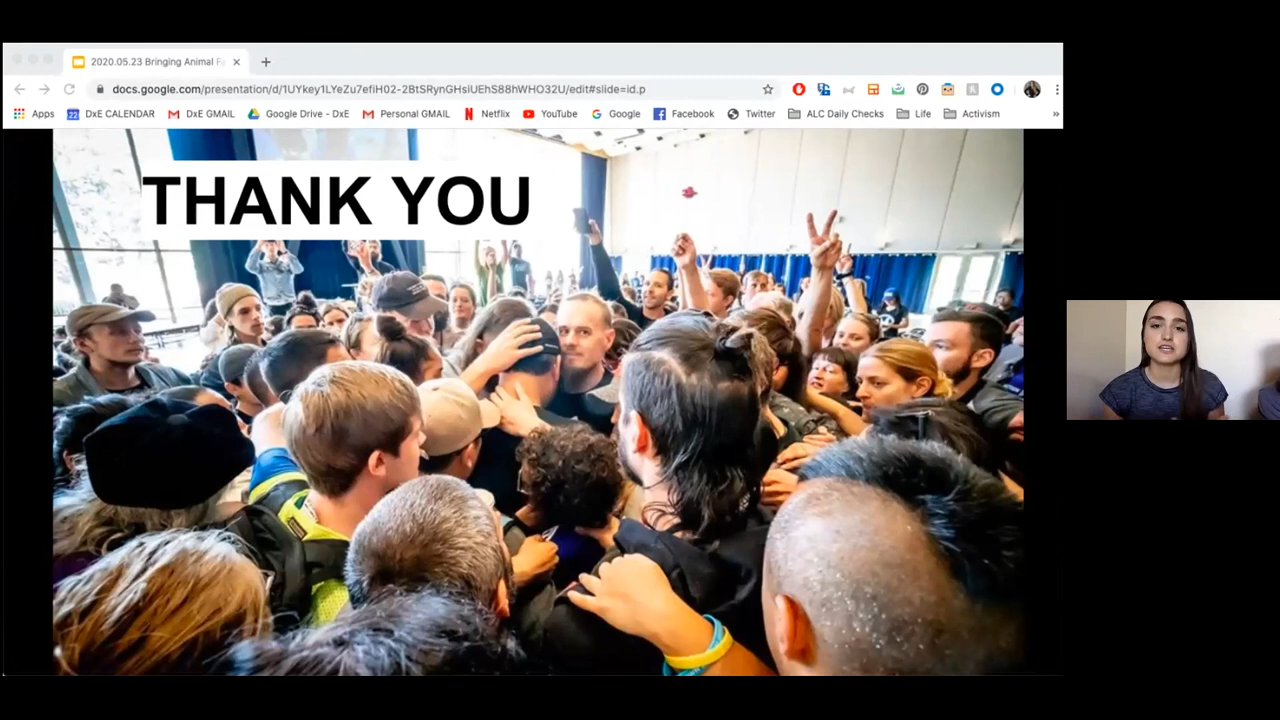 2020.05.23 Bringing Animal Fa
docs.google.com/presentation/d/1UYkey1LYeZu7efiH02-2BtSRynGHsiUEhS88hWHO32U/edit#slide=id.p
Apps DxE CALENDAR DxE GMAIL Google Drive - DxE Personal GMAIL Netflix YouTube Google Facebook Twitter ALC Daily Checks Life Activism »
THANK YOU